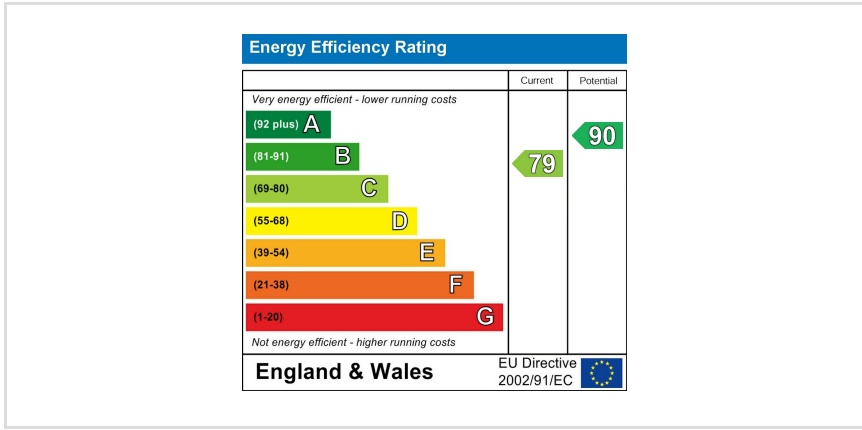 Energy Efficiency Rating
Current Potential
Very energy efficient - lower running costs
(92 plus) A
(81-91) B
(69-80) C
(55-68) D
(39-54) E
(21-38) F
(1-20) G
79
90
Not energy efficient - higher running costs
England & Wales
EU Directive
2002/91/EC